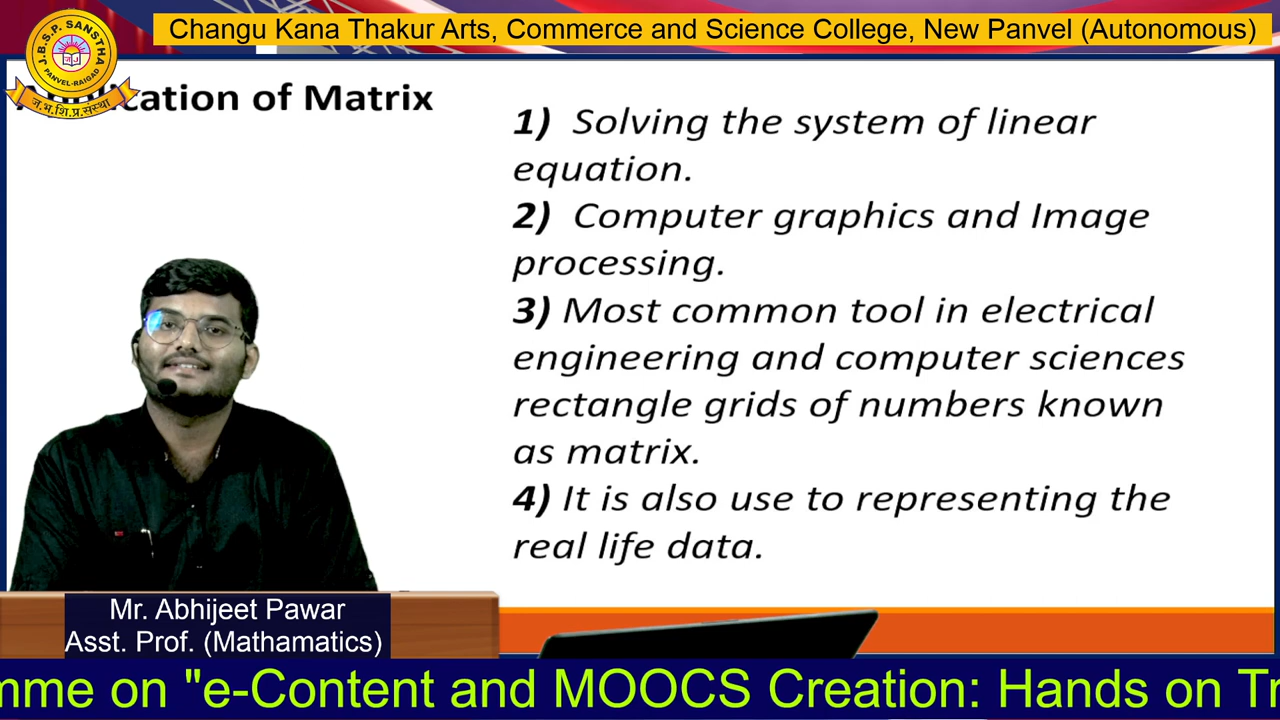 Changu Kana Thakur Arts, Commerce and Science College, New Panvel (Autonomous)
J.B.S.P. SANSTHA
PANVEL-RAIGAD
ज.भ.शि.प्र.संस्था
of Matrix
1) Solving the system of linear
equation.
2) Computer graphics and Image
processing.
3) Most common tool in electrical
engineering and computer sciences
rectangle grids of numbers known
as matrix.
4) It is also use to representing the
real life data.
Mr. Abhijeet Pawar
Asst. Prof. (Mathamatics)
mme on "e-Content and MOOCS Creation: Hands on Tr